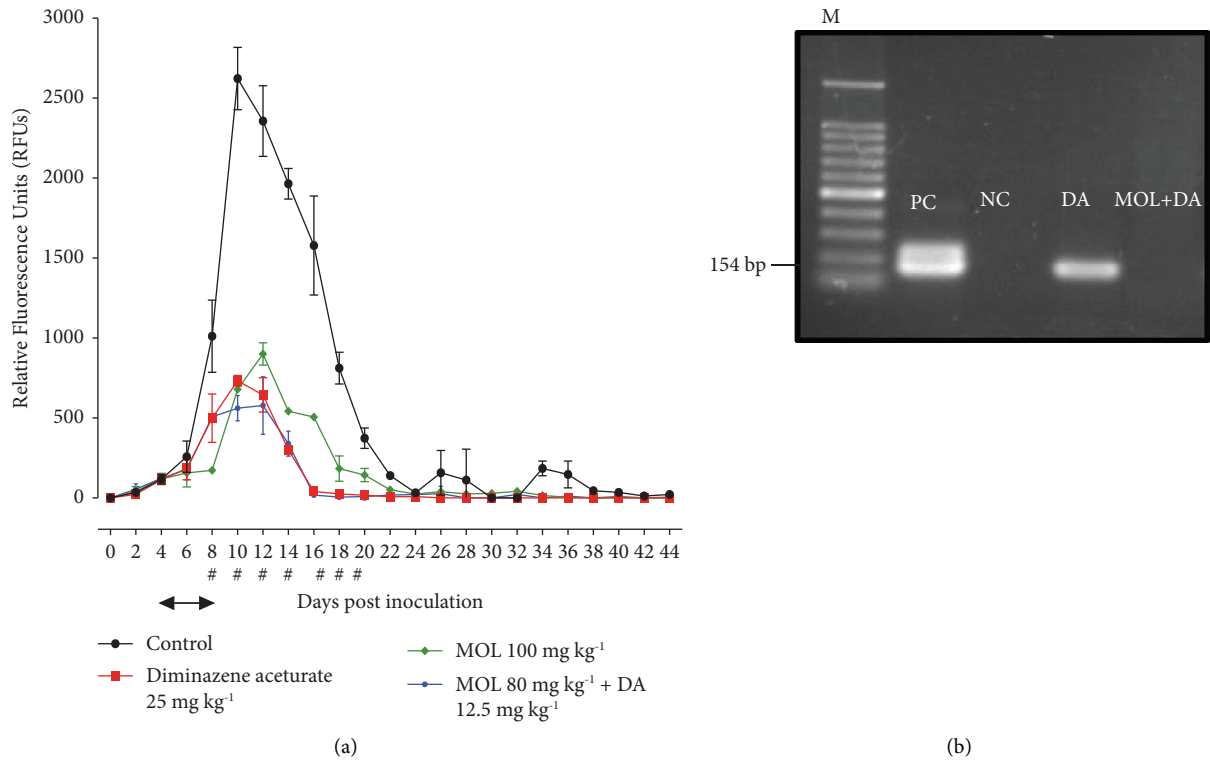 3000
2500
2000
1500
1000
500
0
Relative Fluorescence Units (RFUs)
0 2 4 6 8 10 12 14 16 18 20 22 24 26 28 30 32 34 36 38 40 42 44
# # # # # # #
Days post inoculation
Control
Diminazene aceturate
25 mg kg-1
MOL 100 mg kg-1
MOL 80 mg kg-1 + DA
12.5 mg kg-1
(a)
M
PC NC DA MOL+DA
154 bp
(b)